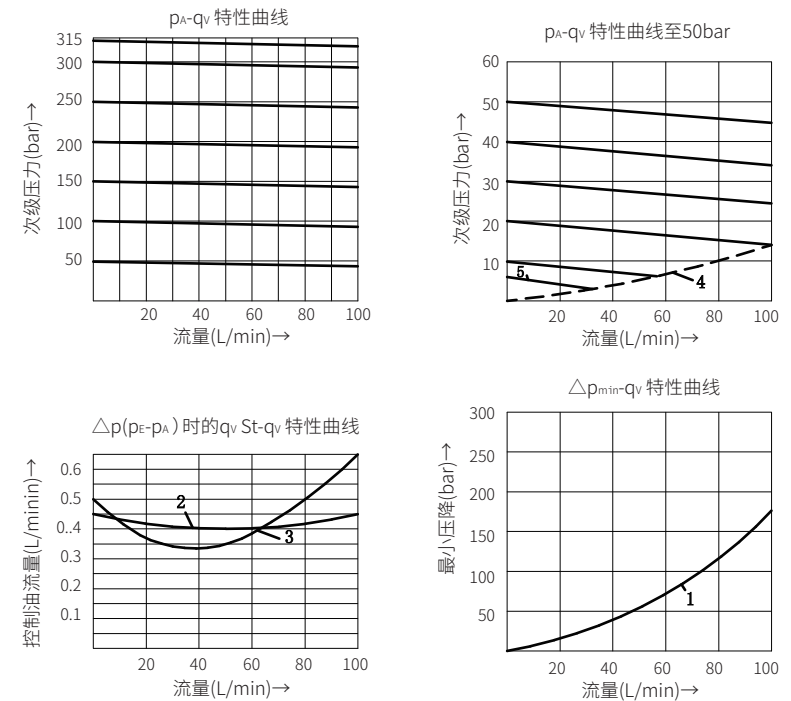 pA-qV 特性曲线
315
300
250
200
150
100
50
次级压力(bar)→
20 40 60 80 100
流量(L/min)→
pA-qV 特性曲线至50bar
60
50
40
30
20
10
次级压力(bar)→
5
4
20 40 60 80 100
流量(L/min)→
△p(pE-pA)时的qV St-qV 特性曲线
0.6
0.5
0..4
0.3
0.2
0.1
控制油流量(L/minin)→
2
3
20 40 60 80 100
流量(L/min)→
△pmin-qV 特性曲线
300
250
200
150
100
50
最小压降(bar)→
1
20 40 60 80 100
流量(L/min)→